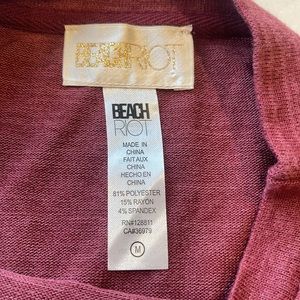 BEACH RIOT
BEACH
RIOT
MADE IN
CHINA
FAIT AUX
CHINA
HECHO EN
CHINA
81% POLYESTER
15% RAYON
4% SPANDEX
RN#128811
CA#36979
M